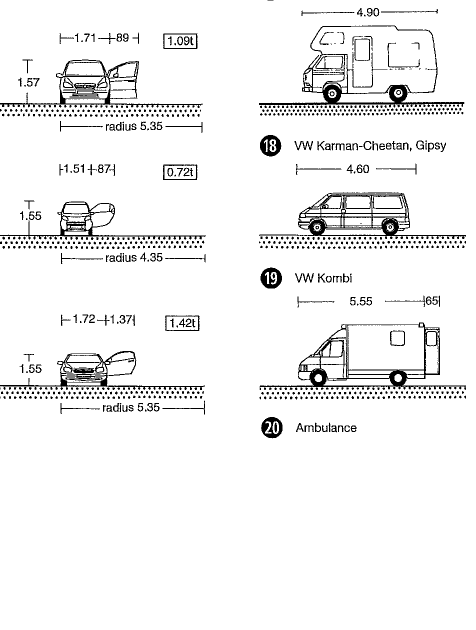 1.71 89 1.09t
1.57
radius 5.35
1.51 87 0.72t
1.55
radius 4.35
1.72 1.37 1.42t
1.55
radius 5.35
4.90
18 VW Karman-Cheetan, Gipsy
4.60
19 VW Kombi
5.55 65
20 Ambulance